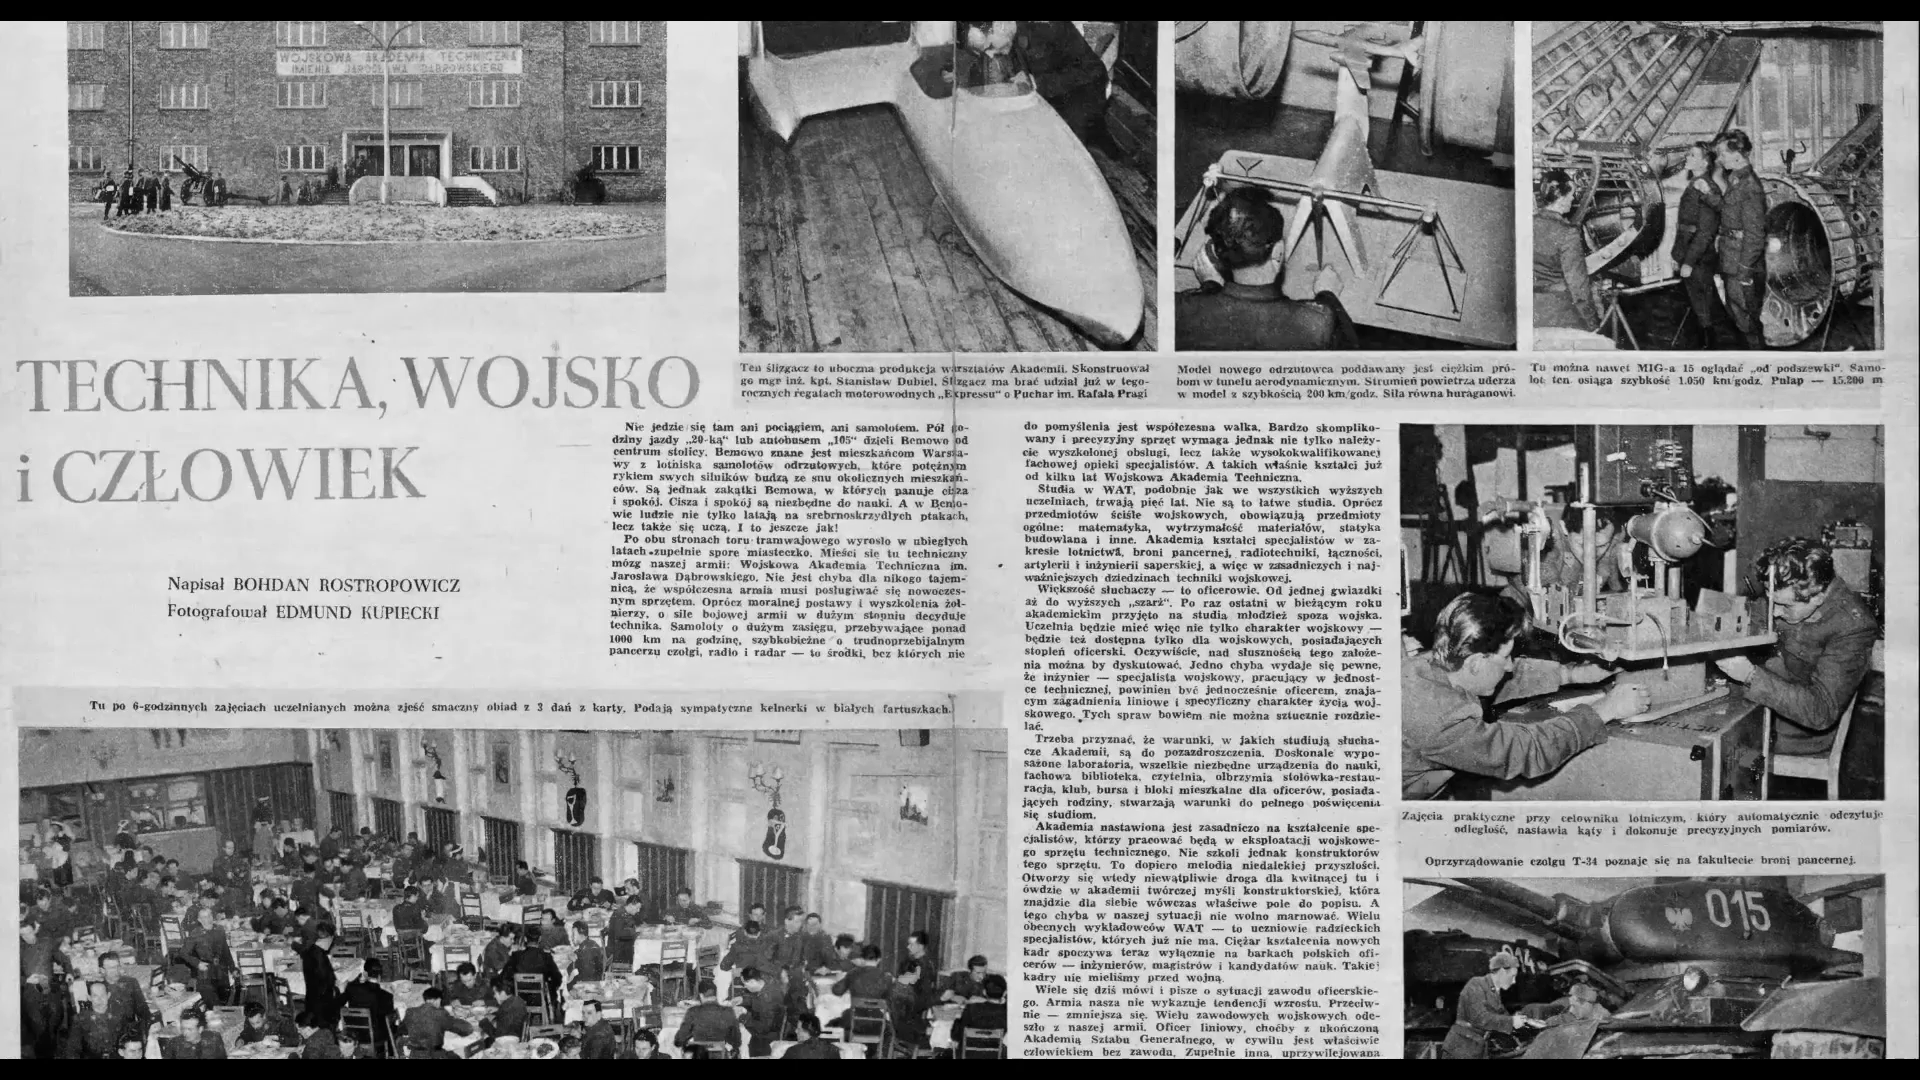 WOJSKOWA AKADEMIA TECHNICZNA
IMIENIA JAROSŁAWA DĄBROWSKIEGO
TECHNIKA, WOJSKO
i CZŁOWIEK
Napisał BOHDAN ROSTROPOWICZ
Fotografował EDMUND KUPIECKI
Ten ślizgacz to uboczna produkcja warsztatów Akademii. Skonstruował
go mgr inż. kpt. Stanisław Dubiel. Ślizgacz ma brać udział już w tego-
rocznych regatach motorowodnych „Expressu" o Puchar im. Rafała Pragi
Model nowego odrzutowca poddawany jest ciężkim pró-
bom w tunelu aerodynamicznym. Strumień powietrza uderza
w model z szybkością 200 km/godz. Siła równa huraganowi.
Tu można nawet MIG-a 15 oglądać „od podszewki". Samo-
lot ten osiąga szybkość 1.050 km/godz. Pułap — 15.200 m
Nie jedzie się tam ani pociągiem, ani samolotem. Pół go-
dziny jazdy „20-ką" lub autobusem „105" dzieli Bemowo od
centrum stolicy. Bemowo znane jest mieszkańcom Warsza-
wy z lotniska samolotów odrzutowych, które potężnym
rykiem swych silników budzą ze snu okolicznych mieszkań-
ców. Są jednak zakątki Bemowa, w których panuje cisza
i spokój. Cisza i spokój są niezbędne do nauki. A w Bemo-
wie ludzie nie tylko latają na srebrnoskrzydłych ptakach,
lecz także się uczą. I to jeszcze jak!
Po obu stronach toru tramwajowego wyrosło w ubiegłych
latach zupełnie spore miasteczko. Mieści się tu techniczny
mózg naszej armii: Wojskowa Akademia Techniczna im.
Jarosława Dąbrowskiego. Nie jest chyba dla nikogo tajem-
nicą, że współczesna armia musi posługiwać się nowoczes-
nym sprzętem. Oprócz moralnej postawy i wyszkolenia żoł-
nierzy, o sile bojowej armii w dużym stopniu decyduje
technika. Samoloty o dużym zasięgu, przebywające ponad
1000 km na godzinę, szybkobieżne o trudnoprzebijalnym
pancerzu czołgi, radio i radar — to środki, bez których nie
do pomyślenia jest współczesna walka. Bardzo skompliko-
wany i precyzyjny sprzęt wymaga jednak nie tylko należy-
cie wyszkolonej obsługi, lecz także wysokokwalifikowanej
fachowej opieki specjalistów. A takich właśnie kształci już
od kilku lat Wojskowa Akademia Techniczna.
Studia w WAT, podobnie jak we wszystkich wyższych
uczelniach, trwają pięć lat. Nie są to łatwe studia. Oprócz
przedmiotów ściśle wojskowych, obowiązują przedmioty
ogólne: matematyka, wytrzymałość materiałów, statyka
budowlana i inne. Akademia kształci specjalistów w za-
kresie lotnictwa, broni pancernej, radiotechniki, łączności,
artylerii i inżynierii saperskiej, a więc w zasadniczych i naj-
ważniejszych dziedzinach techniki wojskowej.
Większość słuchaczy — to oficerowie. Od jednej gwiazdki
aż do wyższych „szarż". Po raz ostatni w bieżącym roku
akademickim przyjęto na studia młodzież spoza wojska.
Uczelnia będzie mieć więc nie tylko charakter wojskowy —
będzie też dostępna tylko dla wojskowych, posiadających
stopień oficerski. Oczywiście, nad słusznością tego założe-
nia można by dyskutować. Jedno chyba wydaje się pewne,
że inżynier — specjalista wojskowy, pracujący w jednost-
ce technicznej, powinien być jednocześnie oficerem, znają-
cym zagadnienia liniowe i specyficzny charakter życia woj-
skowego. Tych spraw bowiem nie można sztucznie rozdzie-
lać.
Trzeba przyznać, że warunki, w jakich studiują słucha-
cze Akademii, są do pozazdroszczenia. Doskonale wypo-
sażone laboratoria, wszelkie niezbędne urządzenia do nauki,
fachowa biblioteka, czytelnia, olbrzymia stołówka-restau-
racja, klub, bursa i bloki mieszkalne dla oficerów, posiada-
jących rodziny, stwarzają warunki do pełnego poświęcenia
się studiom.
Akademia nastawiona jest zasadniczo na kształcenie spe-
cjalistów, którzy pracować będą w eksploatacji wojskowe-
go sprzętu technicznego. Nie szkoli jednak konstruktorów
tego sprzętu. To dopiero melodia niedalekiej przyszłości.
Otworzy się wtedy niewątpliwie droga dla kwitnącej tu i
ówdzie w akademii twórczej myśli konstruktorskiej, która
znajdzie dla siebie wówczas właściwe pole do popisu. A
tego chyba w naszej sytuacji nie wolno marnować. Wielu
obecnych wykładowców WAT — to uczniowie radzieckich
specjalistów, których już nie ma. Ciężar kształcenia nowych
kadr spoczywa teraz wyłącznie na barkach polskich ofi-
cerów — inżynierów, magistrów i kandydatów nauk. Takiej
kadry nie mieliśmy przed wojną.
Wiele się dziś mówi i pisze o sytuacji zawodu oficerskie-
go. Armia nasza nie wykazuje tendencji wzrostu. Przeciw-
nie — zmniejsza się. Wielu zawodowych wojskowych ode-
szło z naszej armii. Oficer liniowy, choćby z ukończoną
Akademią Sztabu Generalnego, w cywilu jest właściwie
człowiekiem bez zawodu. Zupełnie inna, uprzywilejowana
Tu po 6-godzinnych zajęciach uczelnianych można zjeść smaczny obiad z 3 dań z karty. Podają sympatyczne kelnerki w białych fartuszkach.
Zajęcia praktyczne przy celowniku lotniczym, który automatycznie odczytuje
odległość, nastawia kąty i dokonuje precyzyjnych pomiarów.
Oprzyrządowanie czołgu T-34 poznaje się na fakultecie broni pancernej.
015
014